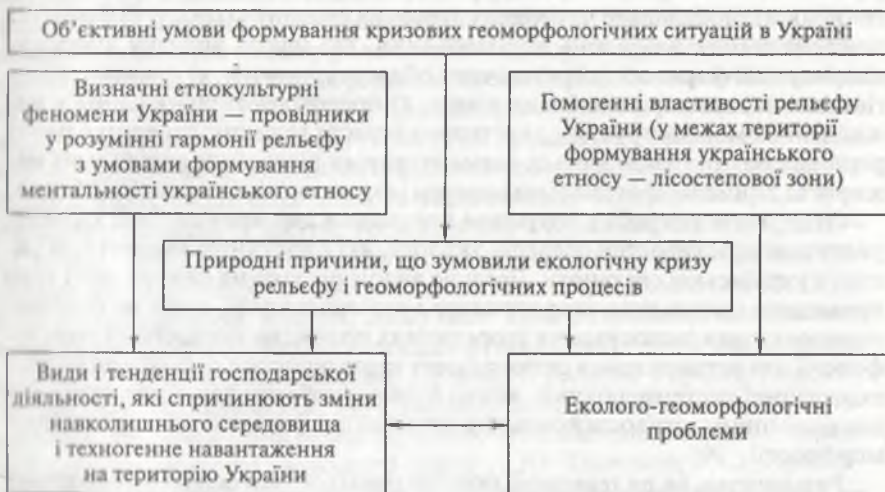 Об’єктивні умови формування кризових геоморфологічних ситуацій в Україні
Визначні етнокультурні
феномени України — провідники
у розумінні гармонії рельєфу
з умовами формування
ментальності українського етносу
Гомогенні властивості рельєфу
України (у межах території
формування українського
етносу — лісостепової зони)
Природні причини, що зумовили екологічну кризу
рельєфу і геоморфологічних процесів
Види і тенденції господарської
діяльності, які спричинюють зміни
навколишнього середовища
і техногенне навантаження
на територію України
Еколого-геоморфологічні
проблеми